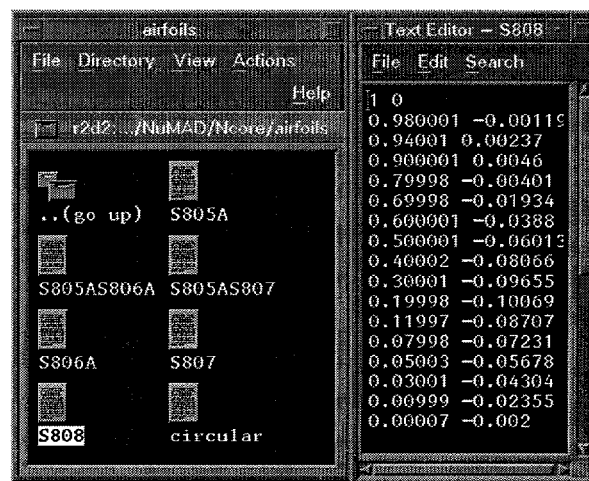 airfoils
File Directory View Actions
Help
r2d2:.../NuMAD/Ncore/airfoils
..(go up) S805A
S805AS806A S805AS807
S806A S807
S808 circular
Text Editor — S808
File Edit Search
1 0
0.980001 -0.00119
0.94001 0.00237
0.900001 0.0046
0.79998 -0.00401
0.69998 -0.01934
0.600001 -0.0388
0.500001 -0.06013
0.40002 -0.08066
0.30001 -0.09655
0.19998 -0.10069
0.11997 -0.08707
0.07998 -0.07231
0.05003 -0.05678
0.03001 -0.04304
0.00999 -0.02355
0.00007 -0.002